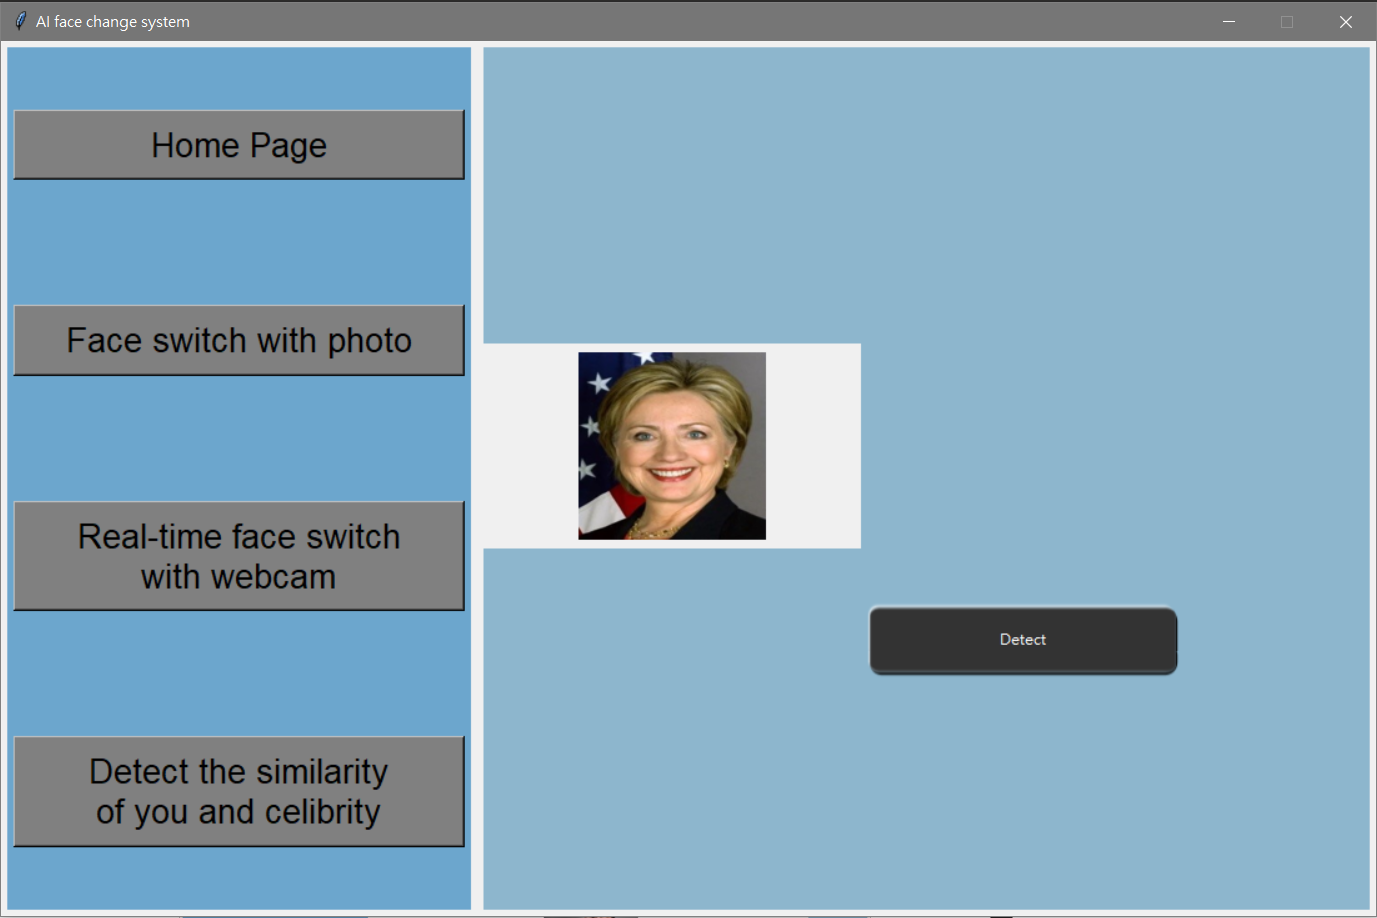 AI face change system
Home Page
Face switch with photo
Real-time face switch
with webcam
Detect the similarity
of you and celibrity
Detect